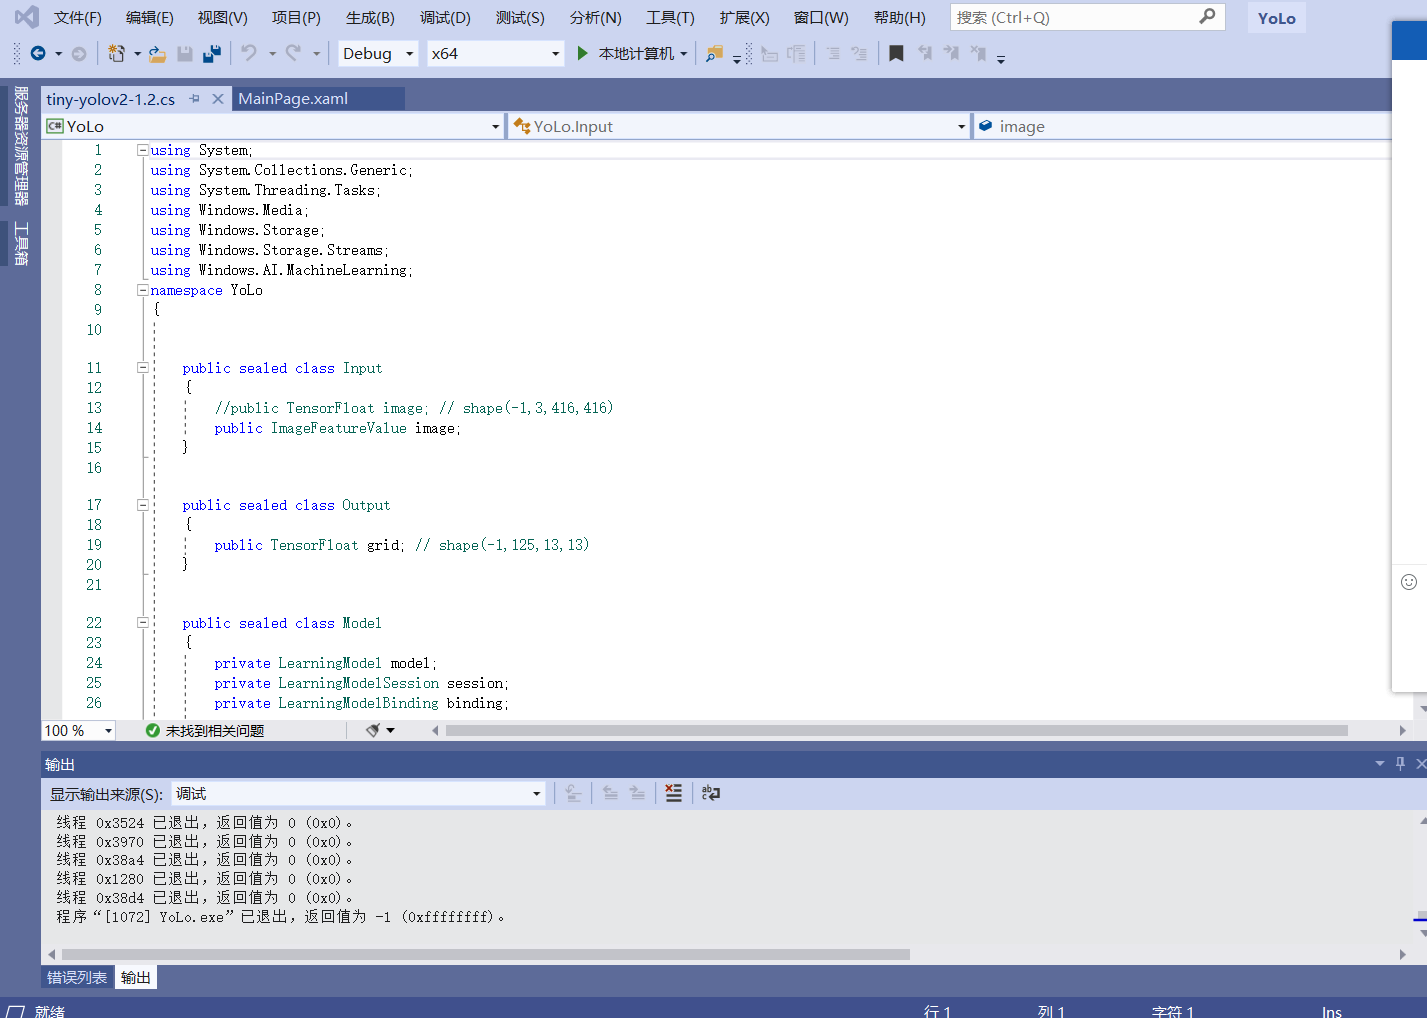 文件(F) 编辑(E) 视图(V) 项目(P) 生成(B) 调试(D) 测试(S) 分析(N) 工具(T) 扩展(X) 窗口(W) 帮助(H) 搜索 (Ctrl+Q) YoLo
Debug x64 本地计算机
服务器资源管理器
工具箱
tiny-yolov2-1.2.cs MainPage.xaml
C# YoLo YoLo.Input image
1 using System;
2 using System.Collections.Generic;
3 using System.Threading.Tasks;
4 using Windows.Media;
5 using Windows.Storage;
6 using Windows.Storage.Streams;
7 using Windows.AI.MachineLearning;
8 namespace YoLo
9 {
10
11 public sealed class Input
12 {
13 //public TensorFloat image; // shape(-1,3,416,416)
14 public ImageFeatureValue image;
15 }
16
17 public sealed class Output
18 {
19 public TensorFloat grid; // shape(-1,125,13,13)
20 }
21
22 public sealed class Model
23 {
24 private LearningModel model;
25 private LearningModelSession session;
26 private LearningModelBinding binding;
100 % 未找到相关问题
输出
显示输出来源(S): 调试
线程 0x3524 已退出，返回值为 0 (0x0)。
线程 0x3970 已退出，返回值为 0 (0x0)。
线程 0x38a4 已退出，返回值为 0 (0x0)。
线程 0x1280 已退出，返回值为 0 (0x0)。
线程 0x38d4 已退出，返回值为 0 (0x0)。
程序“[1072] YoLo.exe”已退出，返回值为 -1 (0xffffffff)。
错误列表 输出
就绪 行 1 列 1 字符 1 Ins